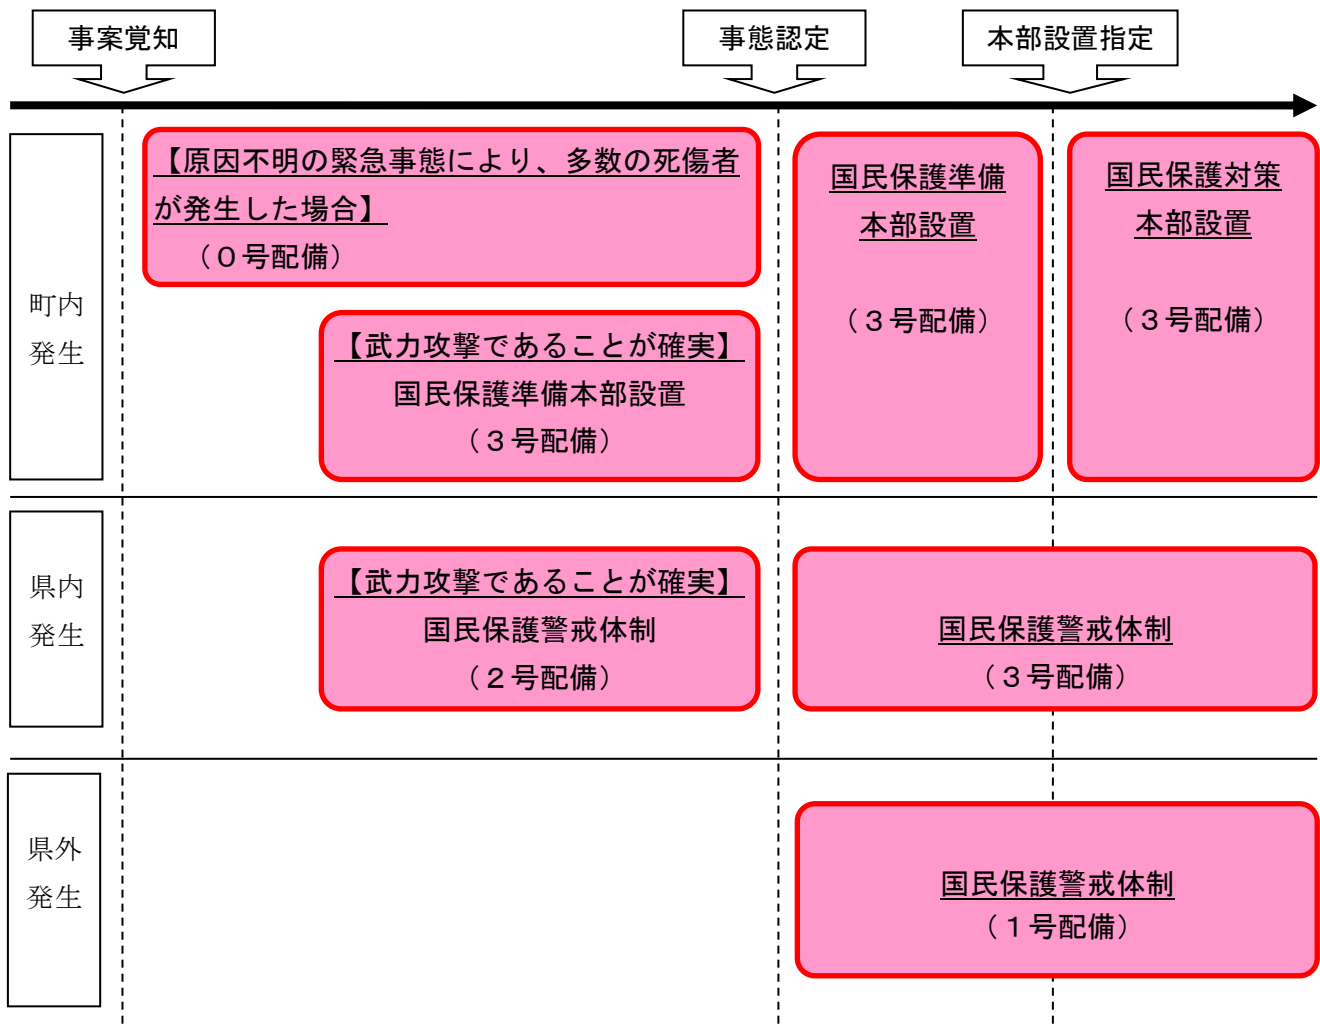 事案覚知
事態認定
本部設置指定
町内
発生
【原因不明の緊急事態により、多数の死傷者
が発生した場合】
（０号配備）
【武力攻撃であることが確実】
国民保護準備本部設置
（３号配備）
国民保護準備
本部設置
（３号配備）
国民保護対策
本部設置
（３号配備）
県内
発生
【武力攻撃であることが確実】
国民保護警戒体制
（２号配備）
国民保護警戒体制
（３号配備）
県外
発生
国民保護警戒体制
（１号配備）